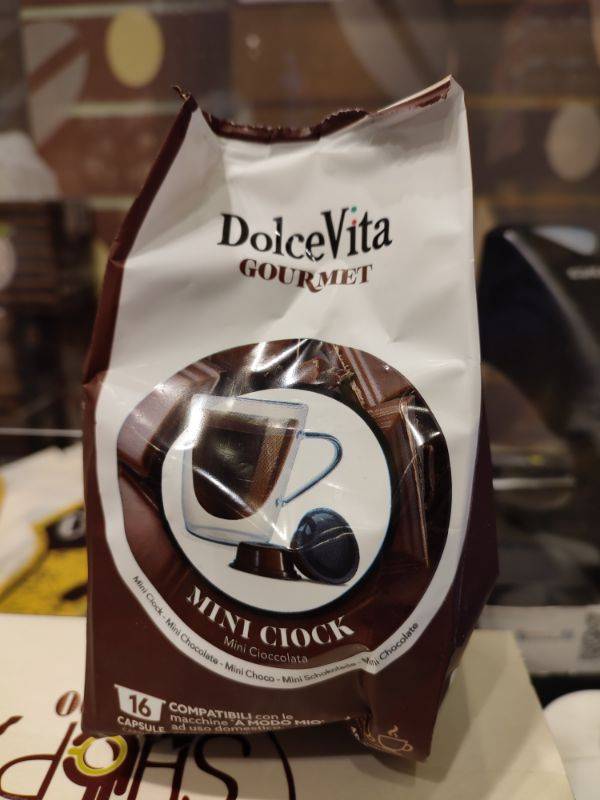 DolceVita
GOURMET
MINI CIOCK
Mini Cioccolata
Mini Ciock - Mini Chocolate - Mini Choco - Mini Schokolade - Mini Chocolate
16
CAPSULE
COMPATIBILI con le
macchine "A MODO MIO"
ad uso domestico